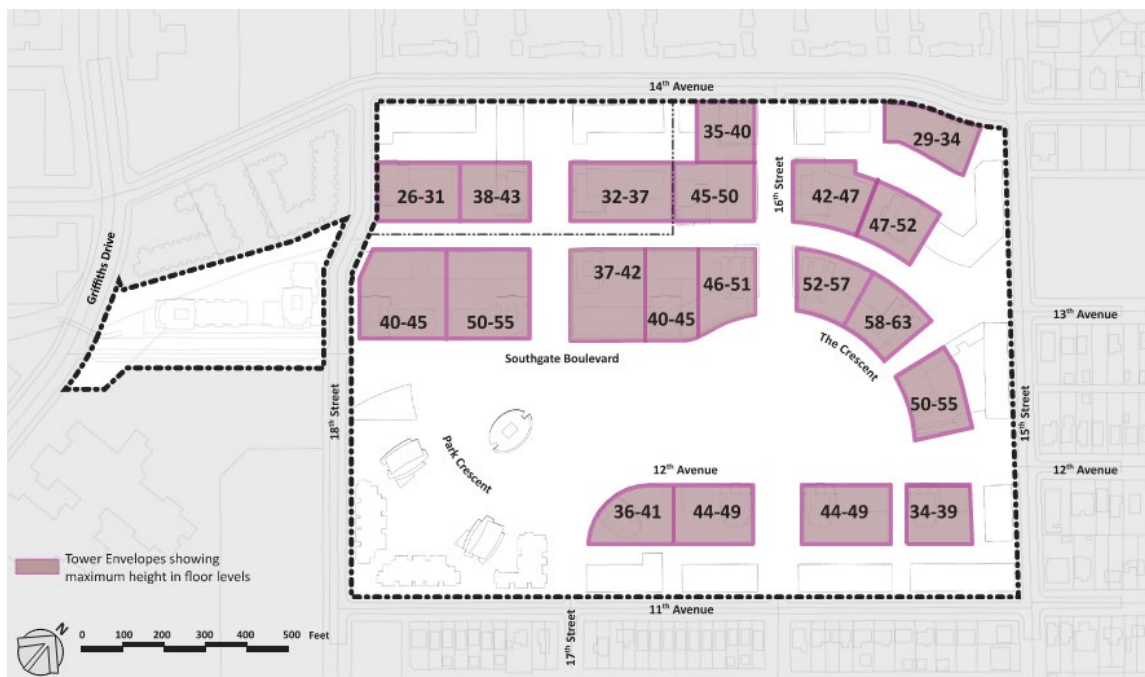 14th Avenue
35-40
29-34
26-31
38-43
32-37
45-50
16th Street
42-47
47-52
Griffiths Drive
37-42
46-51
52-57
40-45
50-55
40-45
58-63
13th Avenue
Southgate Boulevard
The Crescent
18th Street
50-55
15th Street
Park Crescent
12th Avenue
12th Avenue
36-41
44-49
44-49
34-39
Tower Envelopes showing
maximum height in floor levels
11th Avenue
17th Street
N
0 100 200 300 400 500 Feet